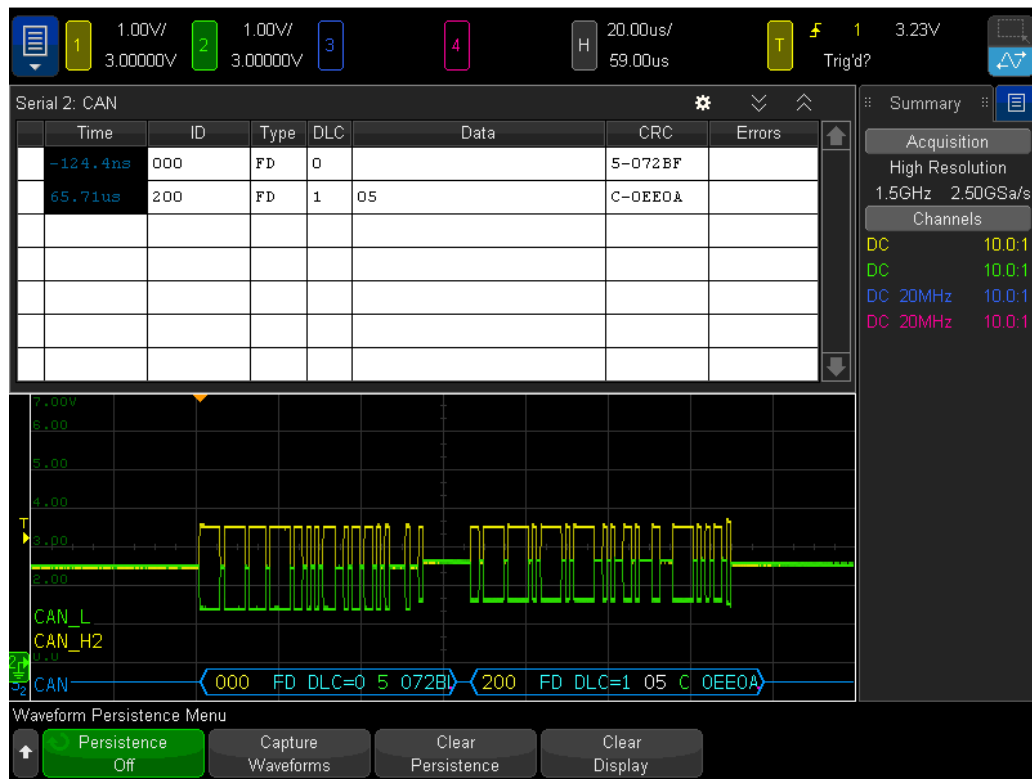 1 1.00V/ 2 1.00V/ 3 4 H 20.00us/ T 1 3.23V
3.00000V 3.00000V 59.00us Trig'd?
Serial 2: CAN
Time ID Type DLC Data CRC Errors
-124.4ns 000 FD 0 5-072BF
65.71us 200 FD 1 05 C-0EE0A
Summary
Acquisition
High Resolution
1.5GHz 2.50GSa/s
Channels
DC 10.0:1
DC 10.0:1
DC 20MHz 10.0:1
DC 20MHz 10.0:1
7.00V
6.00
5.00
4.00
T
3.00
2.00
CAN_L
CAN_H2
0.0
2
S2 CAN 000 FD DLC=0 5 072B 200 FD DLC=1 05 C 0EE0A
Waveform Persistence Menu
Persistence Capture Clear Clear
Off Waveforms Persistence Display